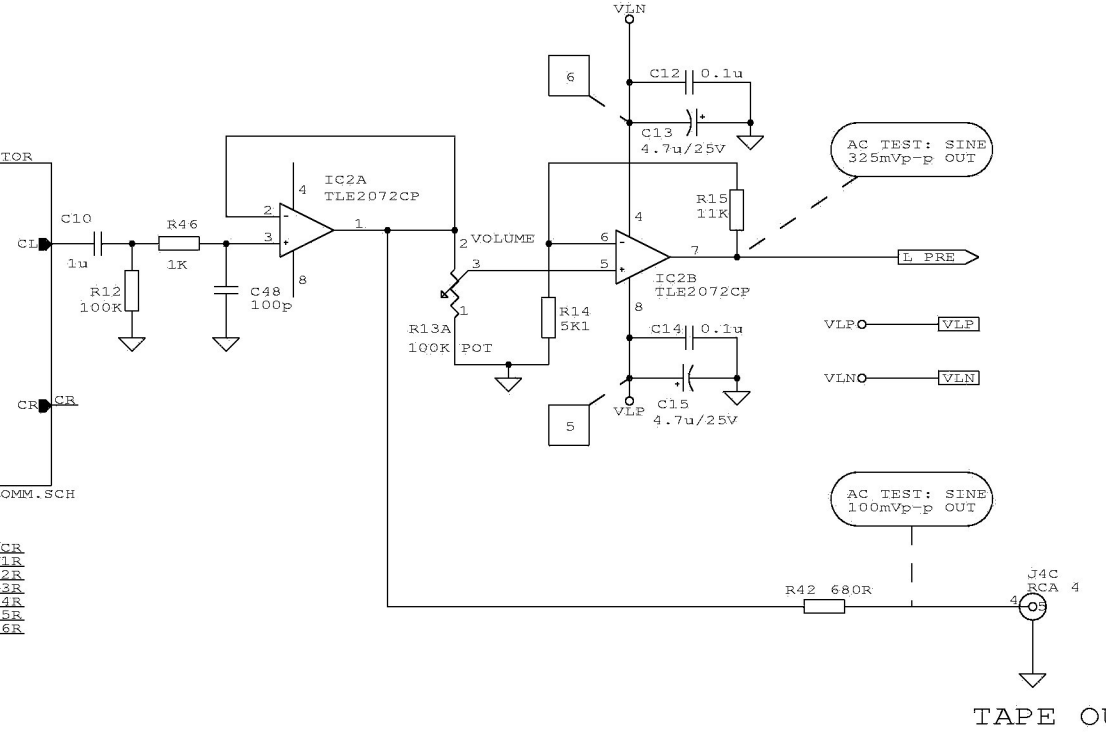 VLN
C12 0.1u
6
C13
4.7u/25V
AC TEST: SINE
325mVp-p OUT
TOR
IC2A
TLE2072CP
4
R15
11K
C10
R46
2
-
1
4
CL
3
+
2
VOLUME
6
-
7
L PRE
1u
1K
3
5
+
IC2B
TLE2072CP
8
R12
100K
C48
100p
8
1
R13A
100K POT
R14
5K1
C14 0.1u
VLP
VLP
VLN
VLN
CR
CR
+
VLP
C15
4.7u/25V
5
OMM.SCH
AC TEST: SINE
100mVp-p OUT
CR
1R
2R
3R
4R
5R
6R
R42 680R
J4C
RCA 4
4
5
TAPE OU